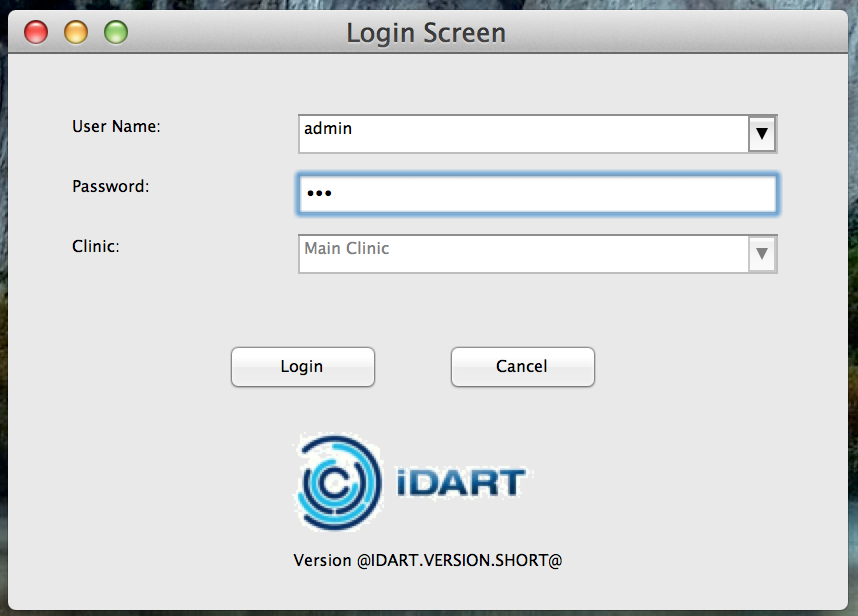 Login Screen
User Name: admin
Password: •••
Clinic: Main Clinic
Login Cancel
iDART
Version @IDART.VERSION.SHORT@